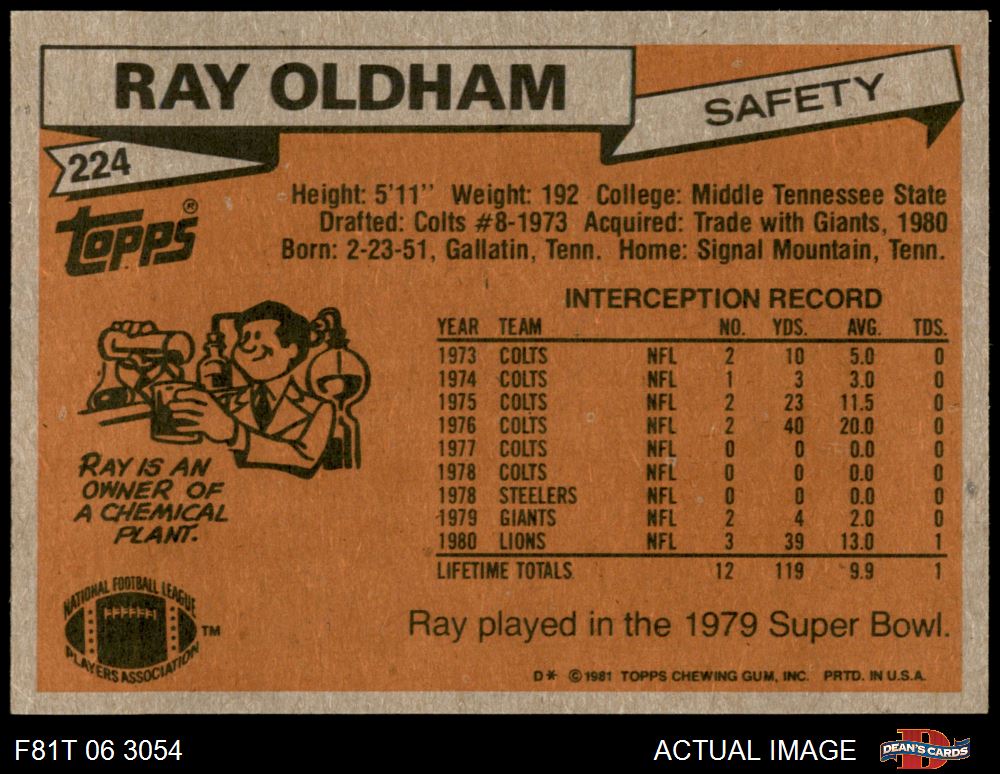 RAY OLDHAM
SAFETY
224
Topps®
Height: 5'11" Weight: 192 College: Middle Tennessee State
Drafted: Colts #8-1973 Acquired: Trade with Giants, 1980
Born: 2-23-51, Gallatin, Tenn. Home: Signal Mountain, Tenn.
INTERCEPTION RECORD
YEAR TEAM NO. YDS. AVG. TDS.
1973 COLTS NFL 2 10 5.0 0
1974 COLTS NFL 1 3 3.0 0
1975 COLTS NFL 2 23 11.5 0
1976 COLTS NFL 2 40 20.0 0
1977 COLTS NFL 0 0 0.0 0
1978 COLTS NFL 0 0 0.0 0
1978 STEELERS NFL 0 0 0.0 0
1979 GIANTS NFL 2 4 2.0 0
1980 LIONS NFL 3 39 13.0 1
LIFETIME TOTALS 12 119 9.9 1
RAY IS AN
OWNER OF
A CHEMICAL
PLANT.
NATIONAL FOOTBALL LEAGUE
PLAYERS ASSOCIATION
TM
Ray played in the 1979 Super Bowl.
D* ©1981 TOPPS CHEWING GUM, INC. PRTD. IN U.S.A.
F81T 06 3054
ACTUAL IMAGE
D
DEAN'S CARDS